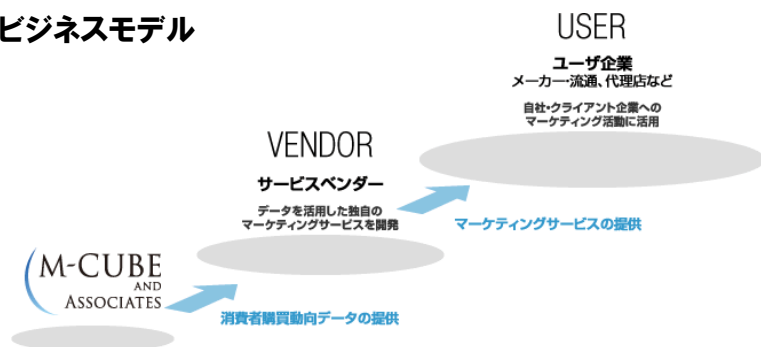 ビジネスモデル
USER
ユーザ企業
メーカー・流通、代理店など
自社・クライアント企業への
マーケティング活動に活用
VENDOR
サービスベンダー
データを活用した独自の
マーケティングサービスを開発
マーケティングサービスの提供
M-CUBE
AND
ASSOCIATES
消費者購買動向データの提供